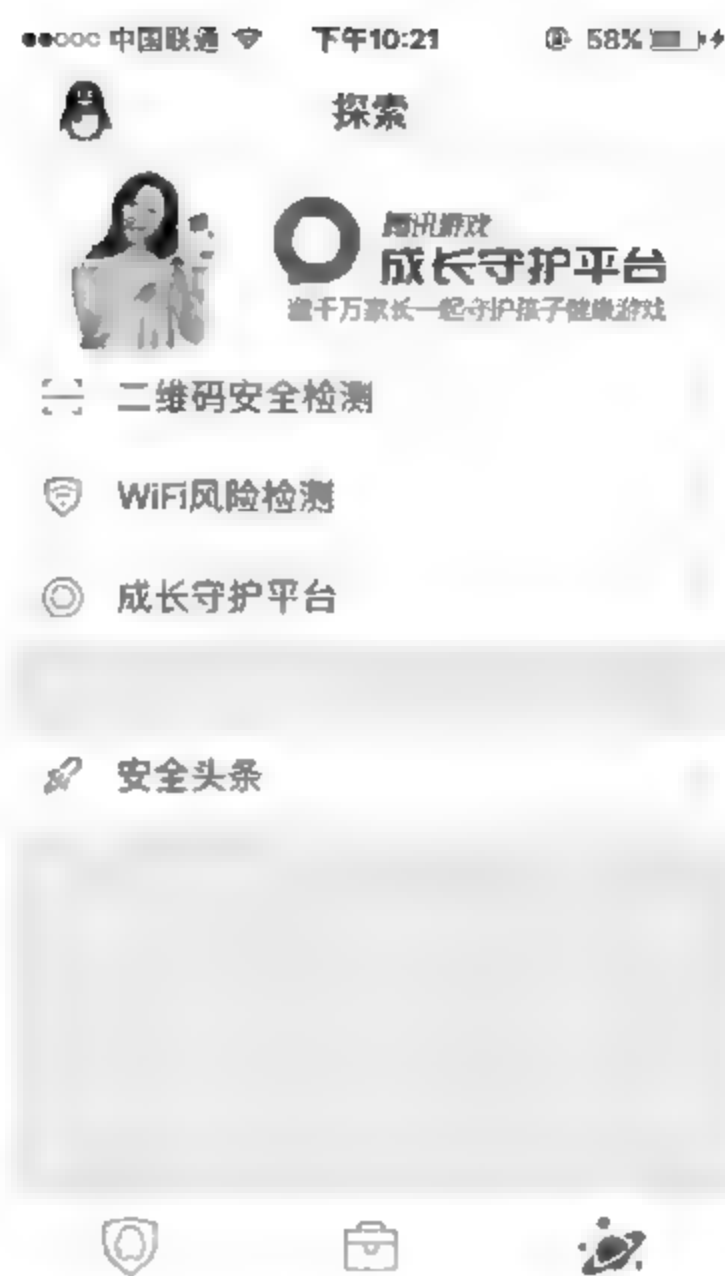 中国联通 下午10:21 58%
探索
腾讯游戏
成长守护平台
千万家长一起守护孩子健康游戏
二维码安全检测
WiFi风险检测
成长守护平台
安全头条